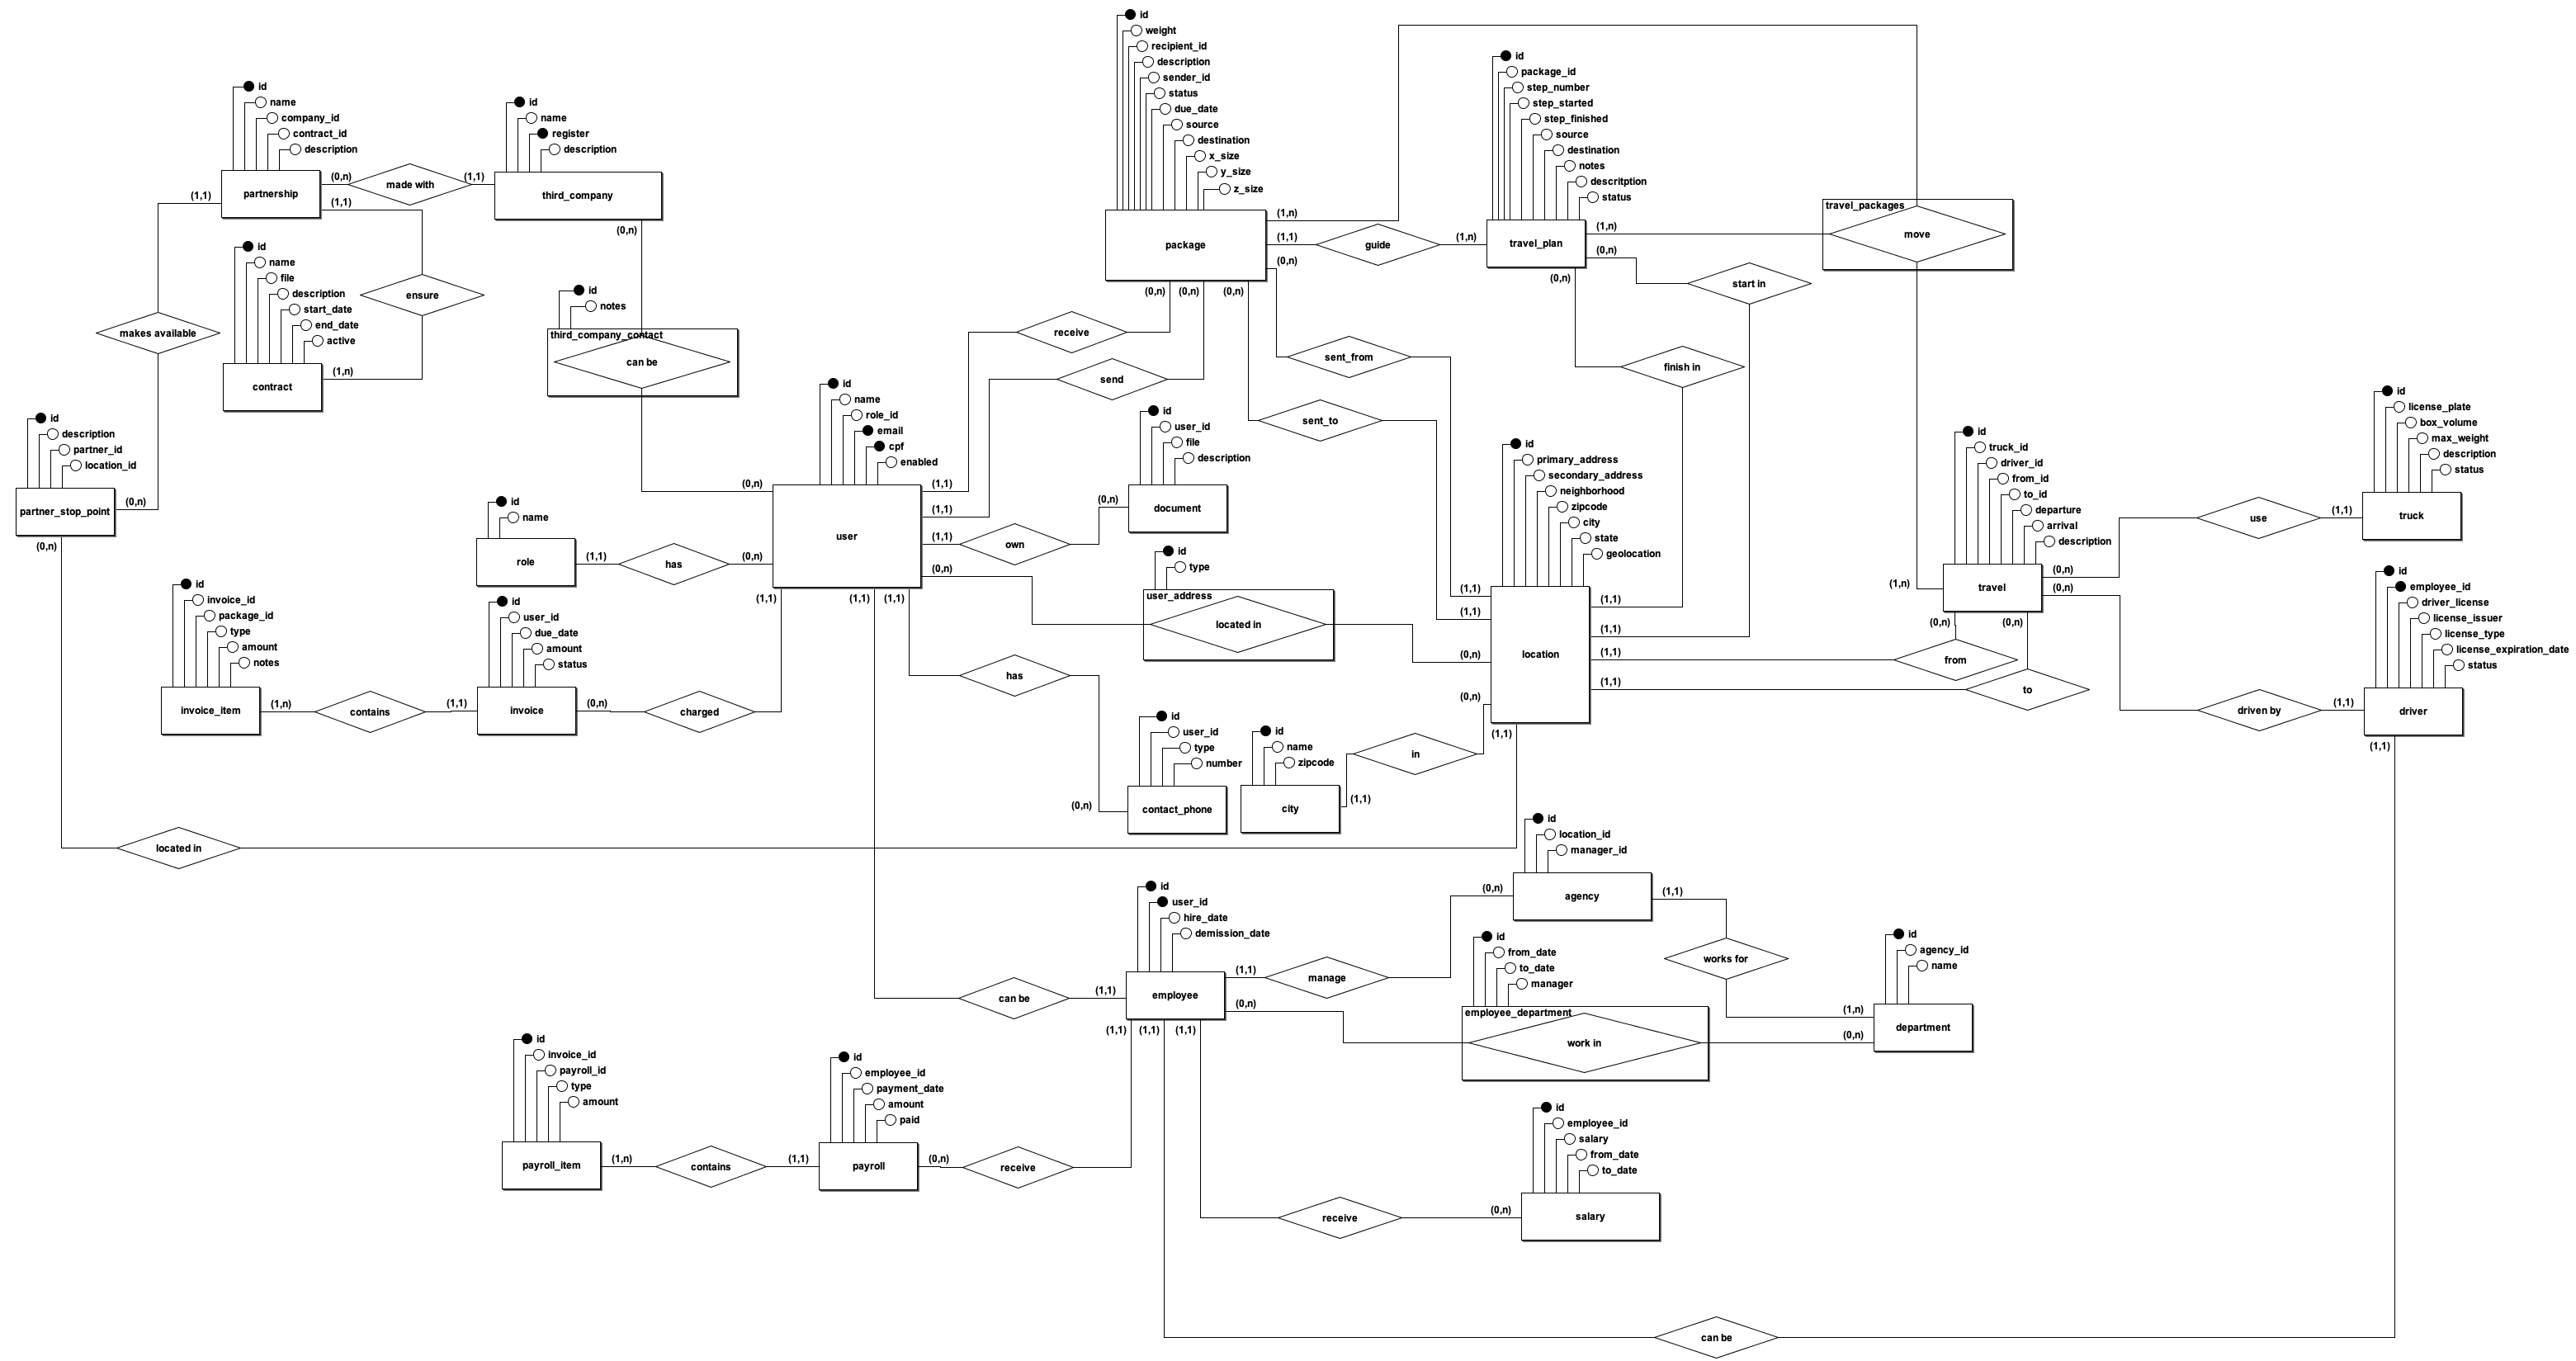 id
weight
recipient_id
description
sender_id
status
due_date
source
destination
x_size
y_size
z_size
package
(1,n)
(1,1)
(0,n)
(0,n)
(0,n)
(0,n)
guide
(1,n)
id
package_id
step_number
step_started
step_finished
source
destination
notes
descritption
status
travel_plan
(1,n)
(0,n)
(0,n)
travel_packages
move
start in
finish in
id
name
company_id
contract_id
description
partnership
(0,n)
made with
(1,1)
(1,1)
(1,1)
id
name
register
description
third_company
(0,n)
id
name
file
description
start_date
end_date
active
contract
(1,n)
ensure
makes available
id
notes
third_company_contact
can be
receive
send
sent_from
sent_to
id
description
partner_id
location_id
partner_stop_point
(0,n)
(0,n)
id
name
role_id
email
cpf
enabled
user
(0,n)
(0,n)
(1,1)
(1,1)
(1,1)
(0,n)
(1,1)
(1,1)
(1,1)
id
name
role
(1,1)
has
own
id
user_id
file
description
document
(0,n)
id
type
user_address
located in
has
id
primary_address
secondary_address
neighborhood
zipcode
city
state
geolocation
location
(1,1)
(1,1)
(0,n)
(0,n)
(1,1)
(1,1)
(1,1)
(1,1)
(1,1)
id
truck_id
driver_id
from_id
to_id
departure
arrival
description
travel
(1,n)
(0,n)
(0,n)
(0,n)
(0,n)
from
to
use
(1,1)
id
license_plate
box_volume
max_weight
description
status
truck
id
employee_id
driver_license
license_issuer
license_type
license_expiration_date
status
driver
driven by
(1,1)
(1,1)
id
invoice_id
package_id
type
amount
notes
invoice_item
(1,n)
contains
(1,1)
id
user_id
due_date
amount
status
invoice
(0,n)
charged
id
user_id
type
number
contact_phone
(0,n)
id
name
zipcode
city
(1,1)
in
located in
id
location_id
manager_id
agency
(0,n)
(1,1)
works for
id
user_id
hire_date
demission_date
employee
(1,1)
(1,1)
(0,n)
(1,1)
(1,1)
(1,1)
can be
manage
id
from_date
to_date
manager
employee_department
work in
id
agency_id
name
department
(1,n)
(0,n)
id
invoice_id
payroll_id
type
amount
payroll_item
(1,n)
contains
(1,1)
id
employee_id
payment_date
amount
paid
payroll
(0,n)
receive
id
employee_id
salary
from_date
to_date
salary
(0,n)
receive
can be